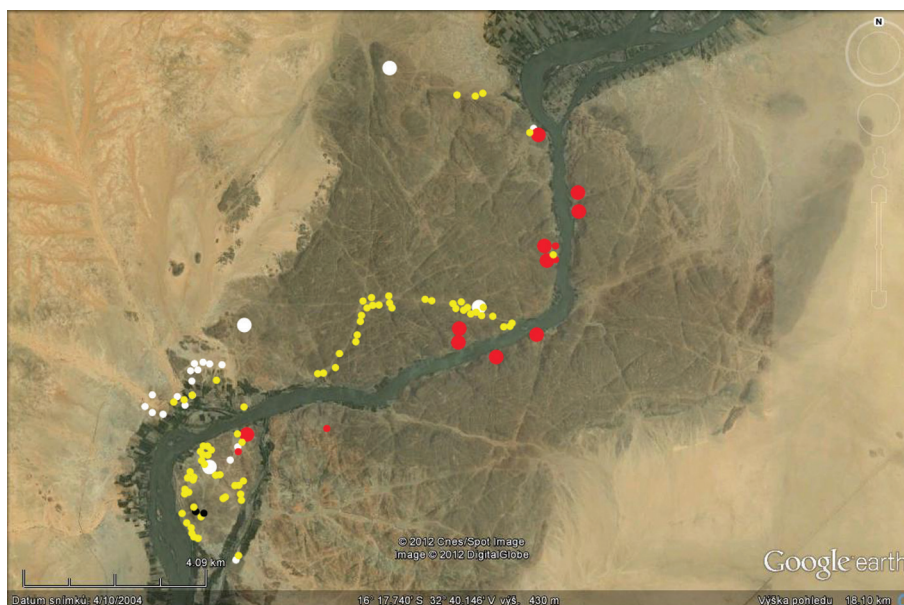 N
© 2012 Cnes/Spot Image
Image © 2012 DigitalGlobe
Google earth
4.09 km
Datum snímků: 4/10/2004 16° 17.740' S 32° 40.146' V výš. 430 m Výška pohledu 18.10 km